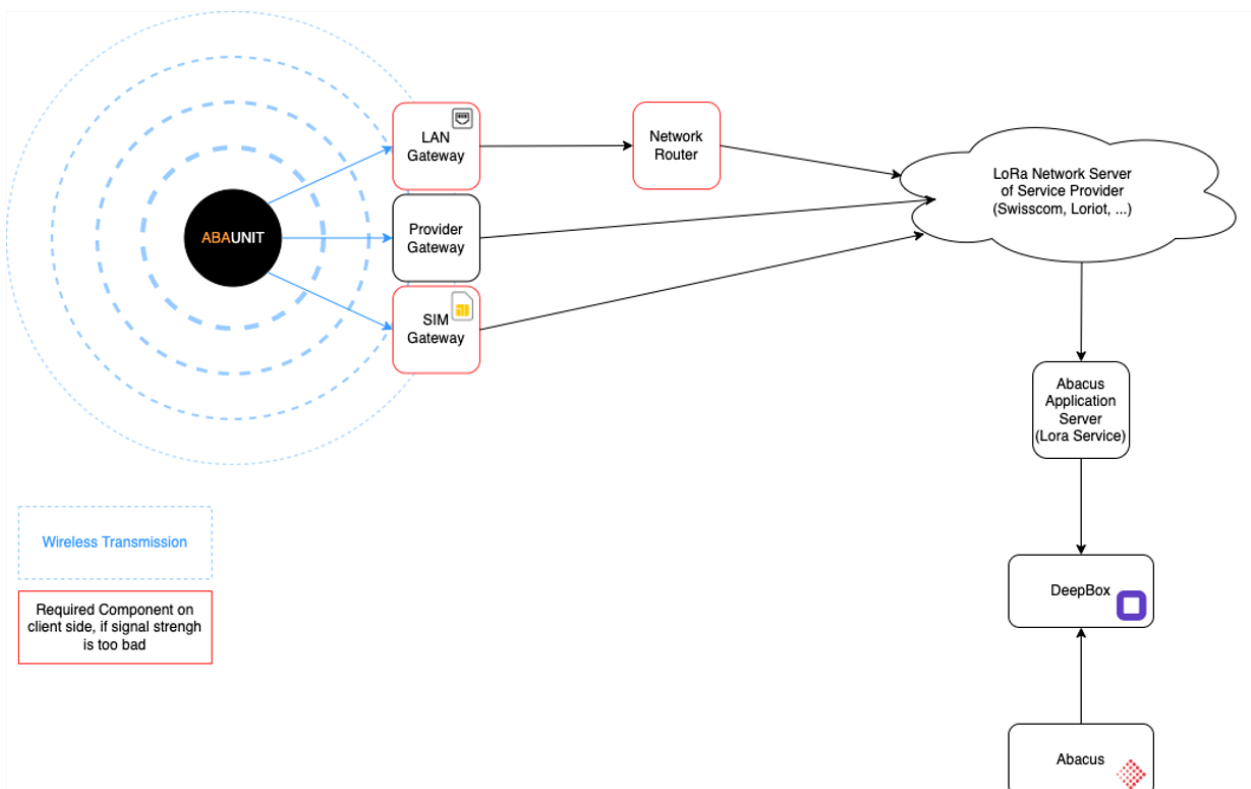 LAN
Gateway
Network
Router
LoRa Network Server
of Service Provider
(Swisscom, Loriot, ...)
ABAUNIT
Provider
Gateway
SIM
Gateway
Abacus
Application
Server
(Lora Service)
Wireless Transmission
DeepBox
Required Component on
client side, if signal strengh
is too bad
Abacus